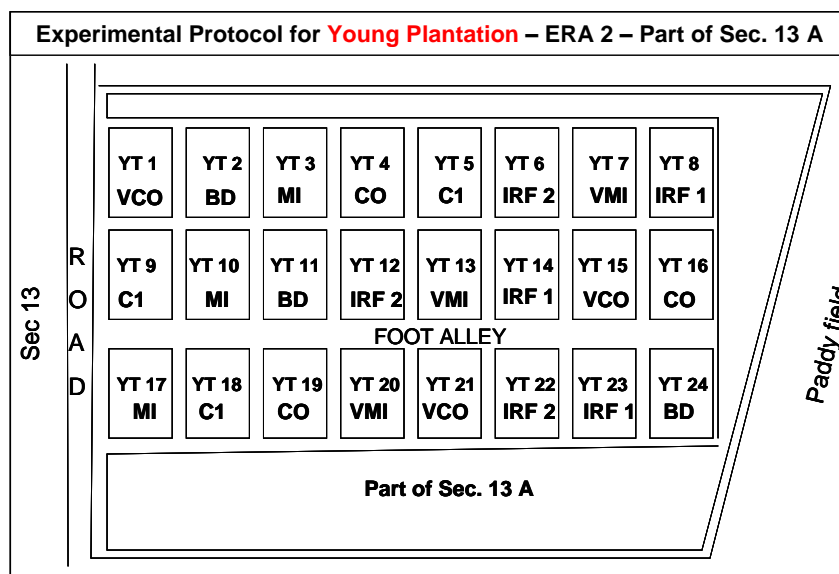 Experimental Protocol for Young Plantation – ERA 2 – Part of Sec. 13 A
YT 1 YT 2 YT 3 YT 4 YT 5 YT 6 YT 7 YT 8
VCO BD MI CO C1 IRF 2 VMI IRF 1
YT 9 YT 10 YT 11 YT 12 YT 13 YT 14 YT 15 YT 16
C1 MI BD IRF 2 VMI IRF 1 VCO CO
FOOT ALLEY
YT 17 YT 18 YT 19 YT 20 YT 21 YT 22 YT 23 YT 24
MI C1 CO VMI VCO IRF 2 IRF 1 BD
Part of Sec. 13 A
Sec 13
ROAD
Paddy field